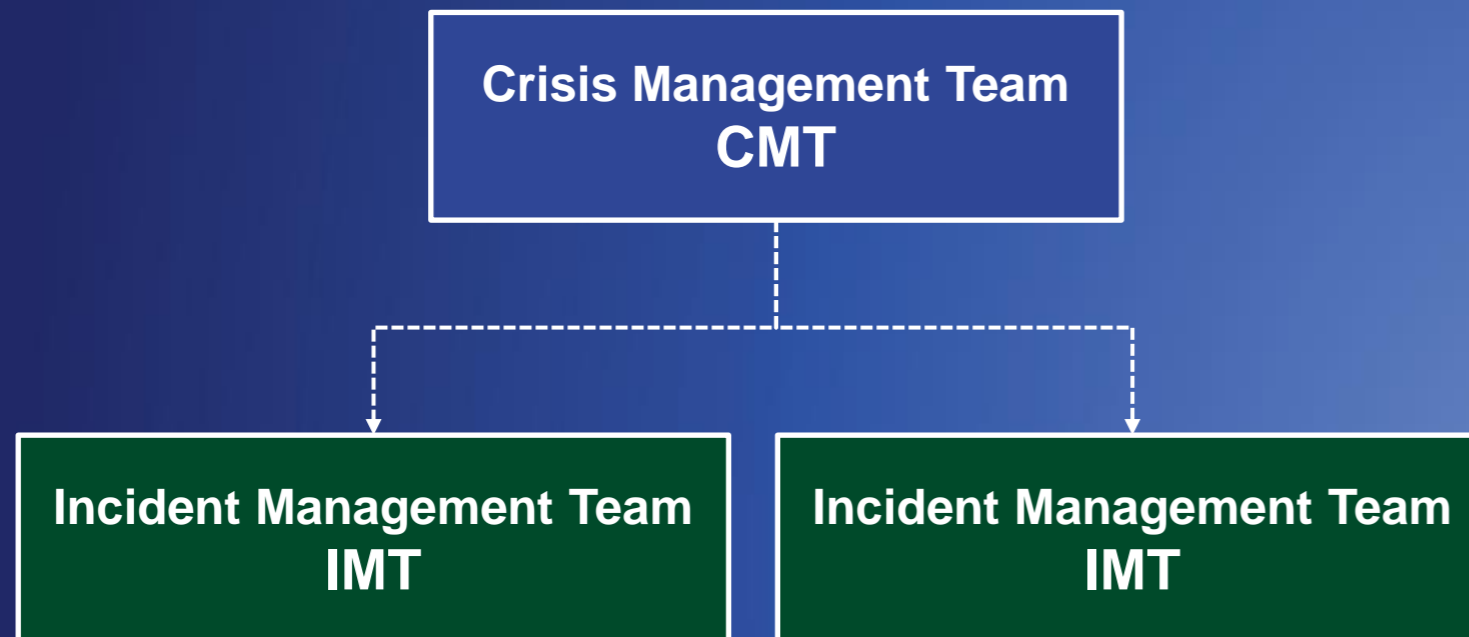 Crisis Management Team
CMT
Incident Management Team
IMT
Incident Management Team
IMT